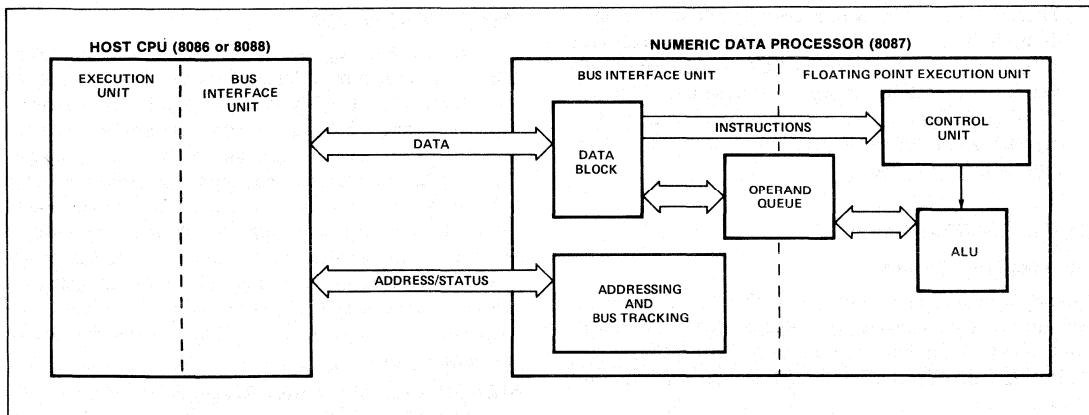 HOST CPU (8086 or 8088)
EXECUTION
UNIT
BUS
INTERFACE
UNIT
DATA
ADDRESS/STATUS
NUMERIC DATA PROCESSOR (8087)
BUS INTERFACE UNIT
FLOATING POINT EXECUTION UNIT
DATA
BLOCK
INSTRUCTIONS
CONTROL
UNIT
OPERAND
QUEUE
ALU
ADDRESSING
AND
BUS TRACKING